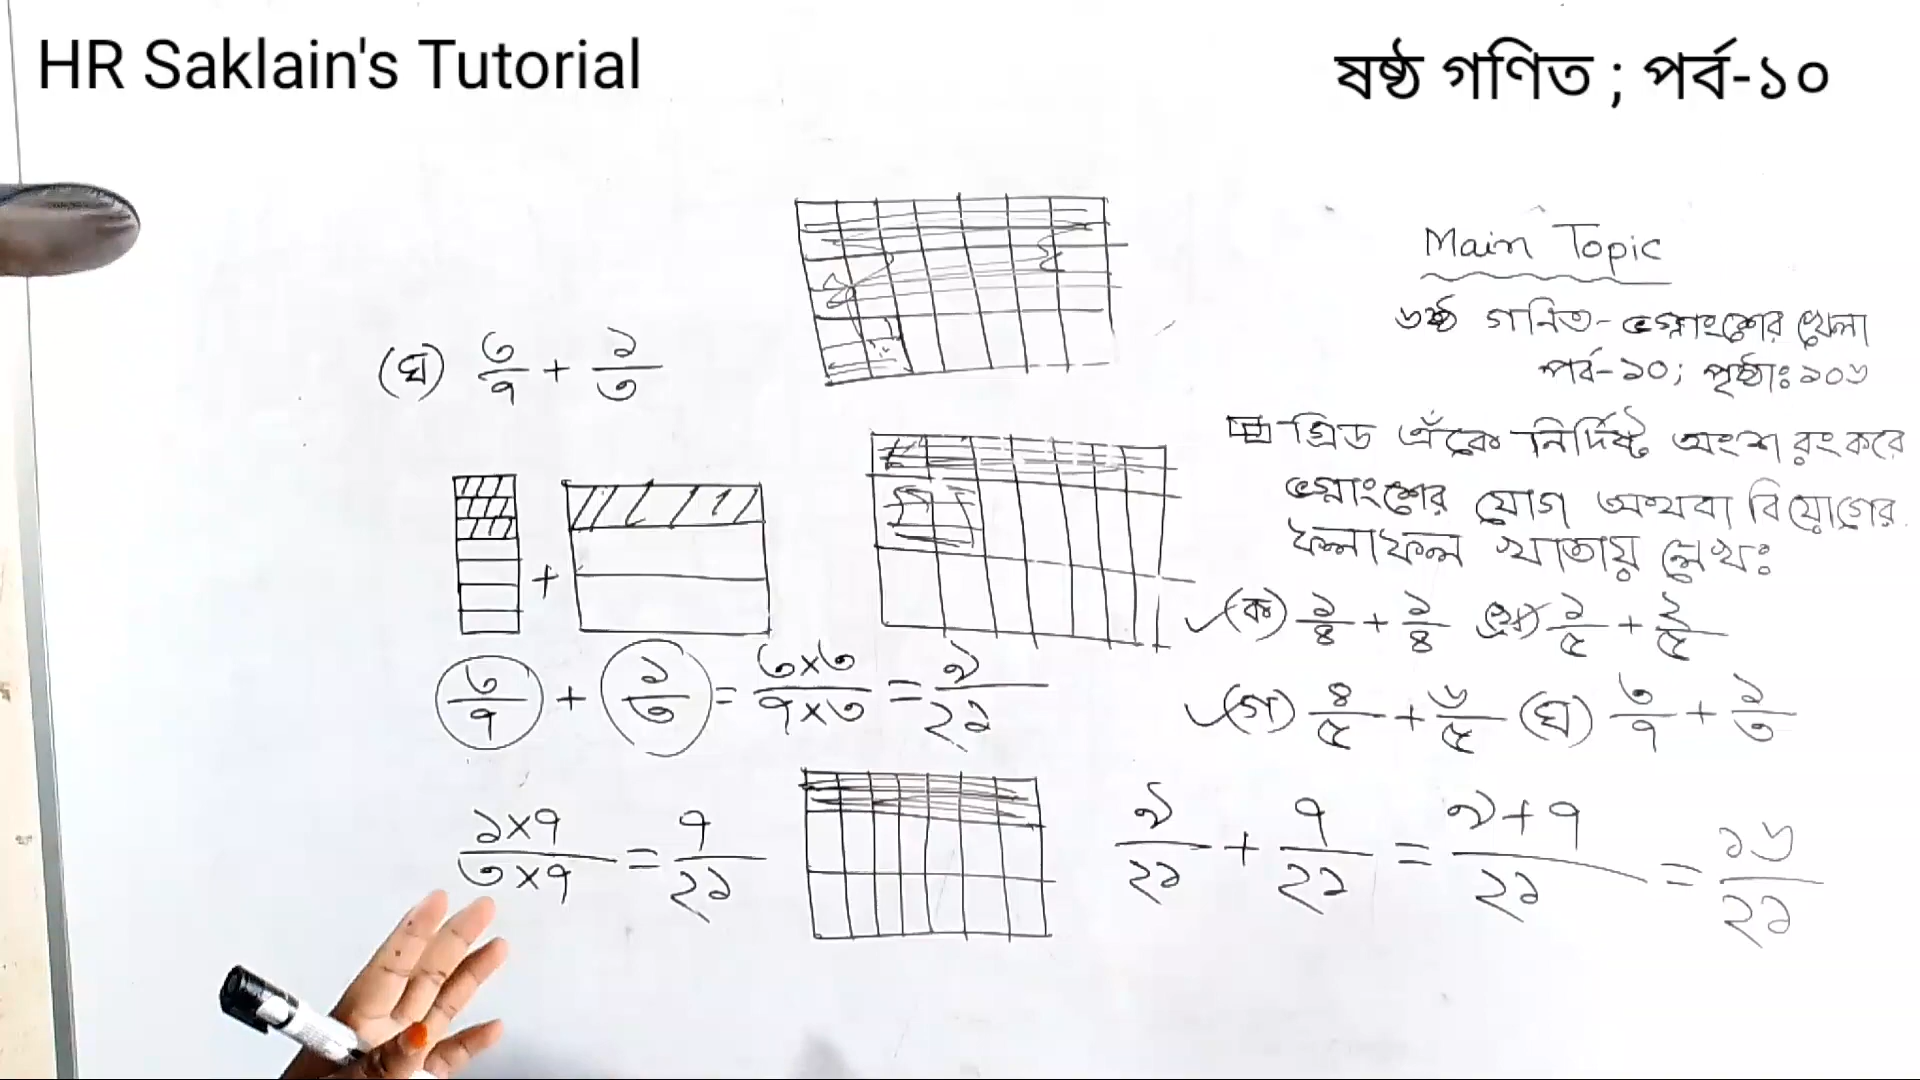 HR Saklain's Tutorial
ষষ্ঠ গণিত ; পর্ব-১০
Main Topic
৬ষ্ঠ গণিত- ভগ্নাংশের খেলা
পর্ব-১০; পৃষ্ঠাঃ ১০৬
গ্রিড এঁকে নির্দিষ্ট অংশ রং করে
ভগ্নাংশের যোগ অথবা বিয়োগের
ফলাফল খাতায় লেখঃ
(ক) ১/৪ + ১/৪ (খ) ১/৫ + ২/৫
(গ) ৪/৫ + ৬/৫ (ঘ) ৩/৭ + ১/৩
(ঘ) ৩/৭ + ১/৩
+
৩/৭ + ১/৩ = ৩×৩/৭×৩ = ৯/২১
১×৭/৩×৭ = ৭/২১
৯/২১ + ৭/২১ = ৯+৭/২১ = ১৬/২১